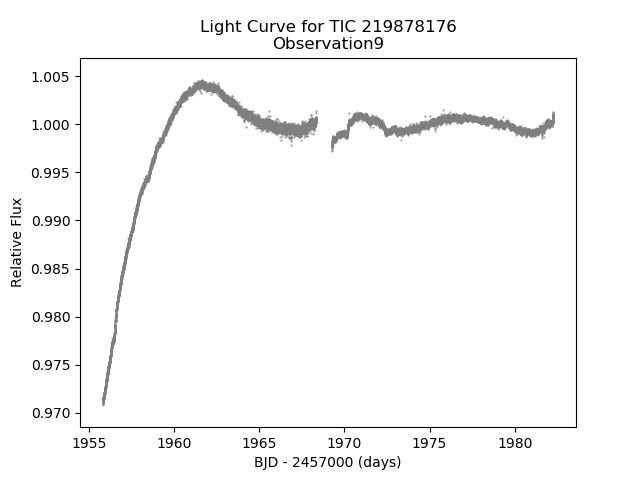 Light Curve for TIC 219878176
Observation9
1.005
1.000
0.995
0.990
0.985
0.980
0.975
0.970
Relative Flux
1955 1960 1965 1970 1975 1980
BJD - 2457000 (days)